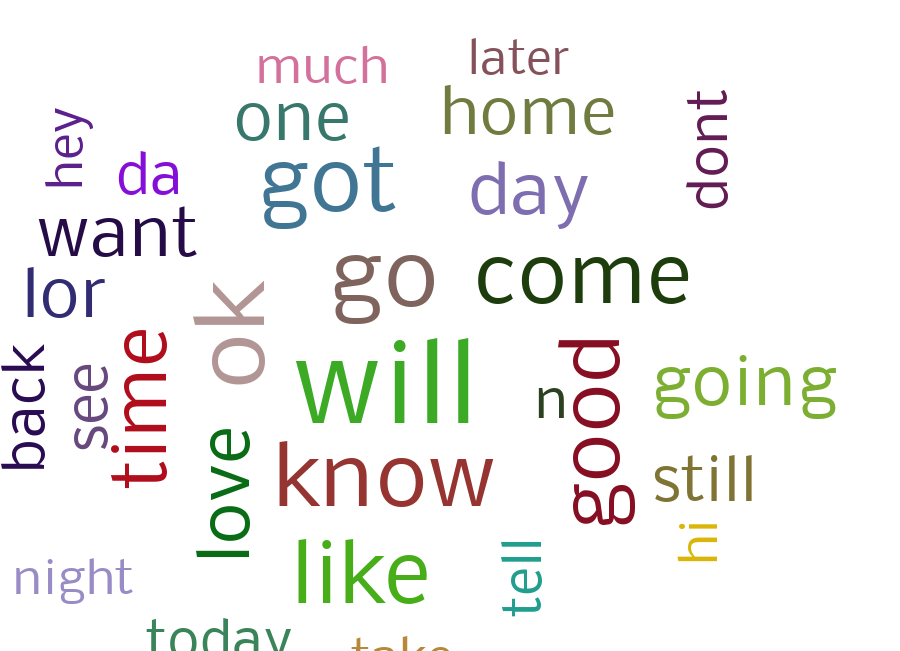 much
later
hey
one
home
dont
da
got
day
want
lor
go
come
ok
back
see
time
will
n
good
going
love
know
still
hi
night
like
tell
today
take